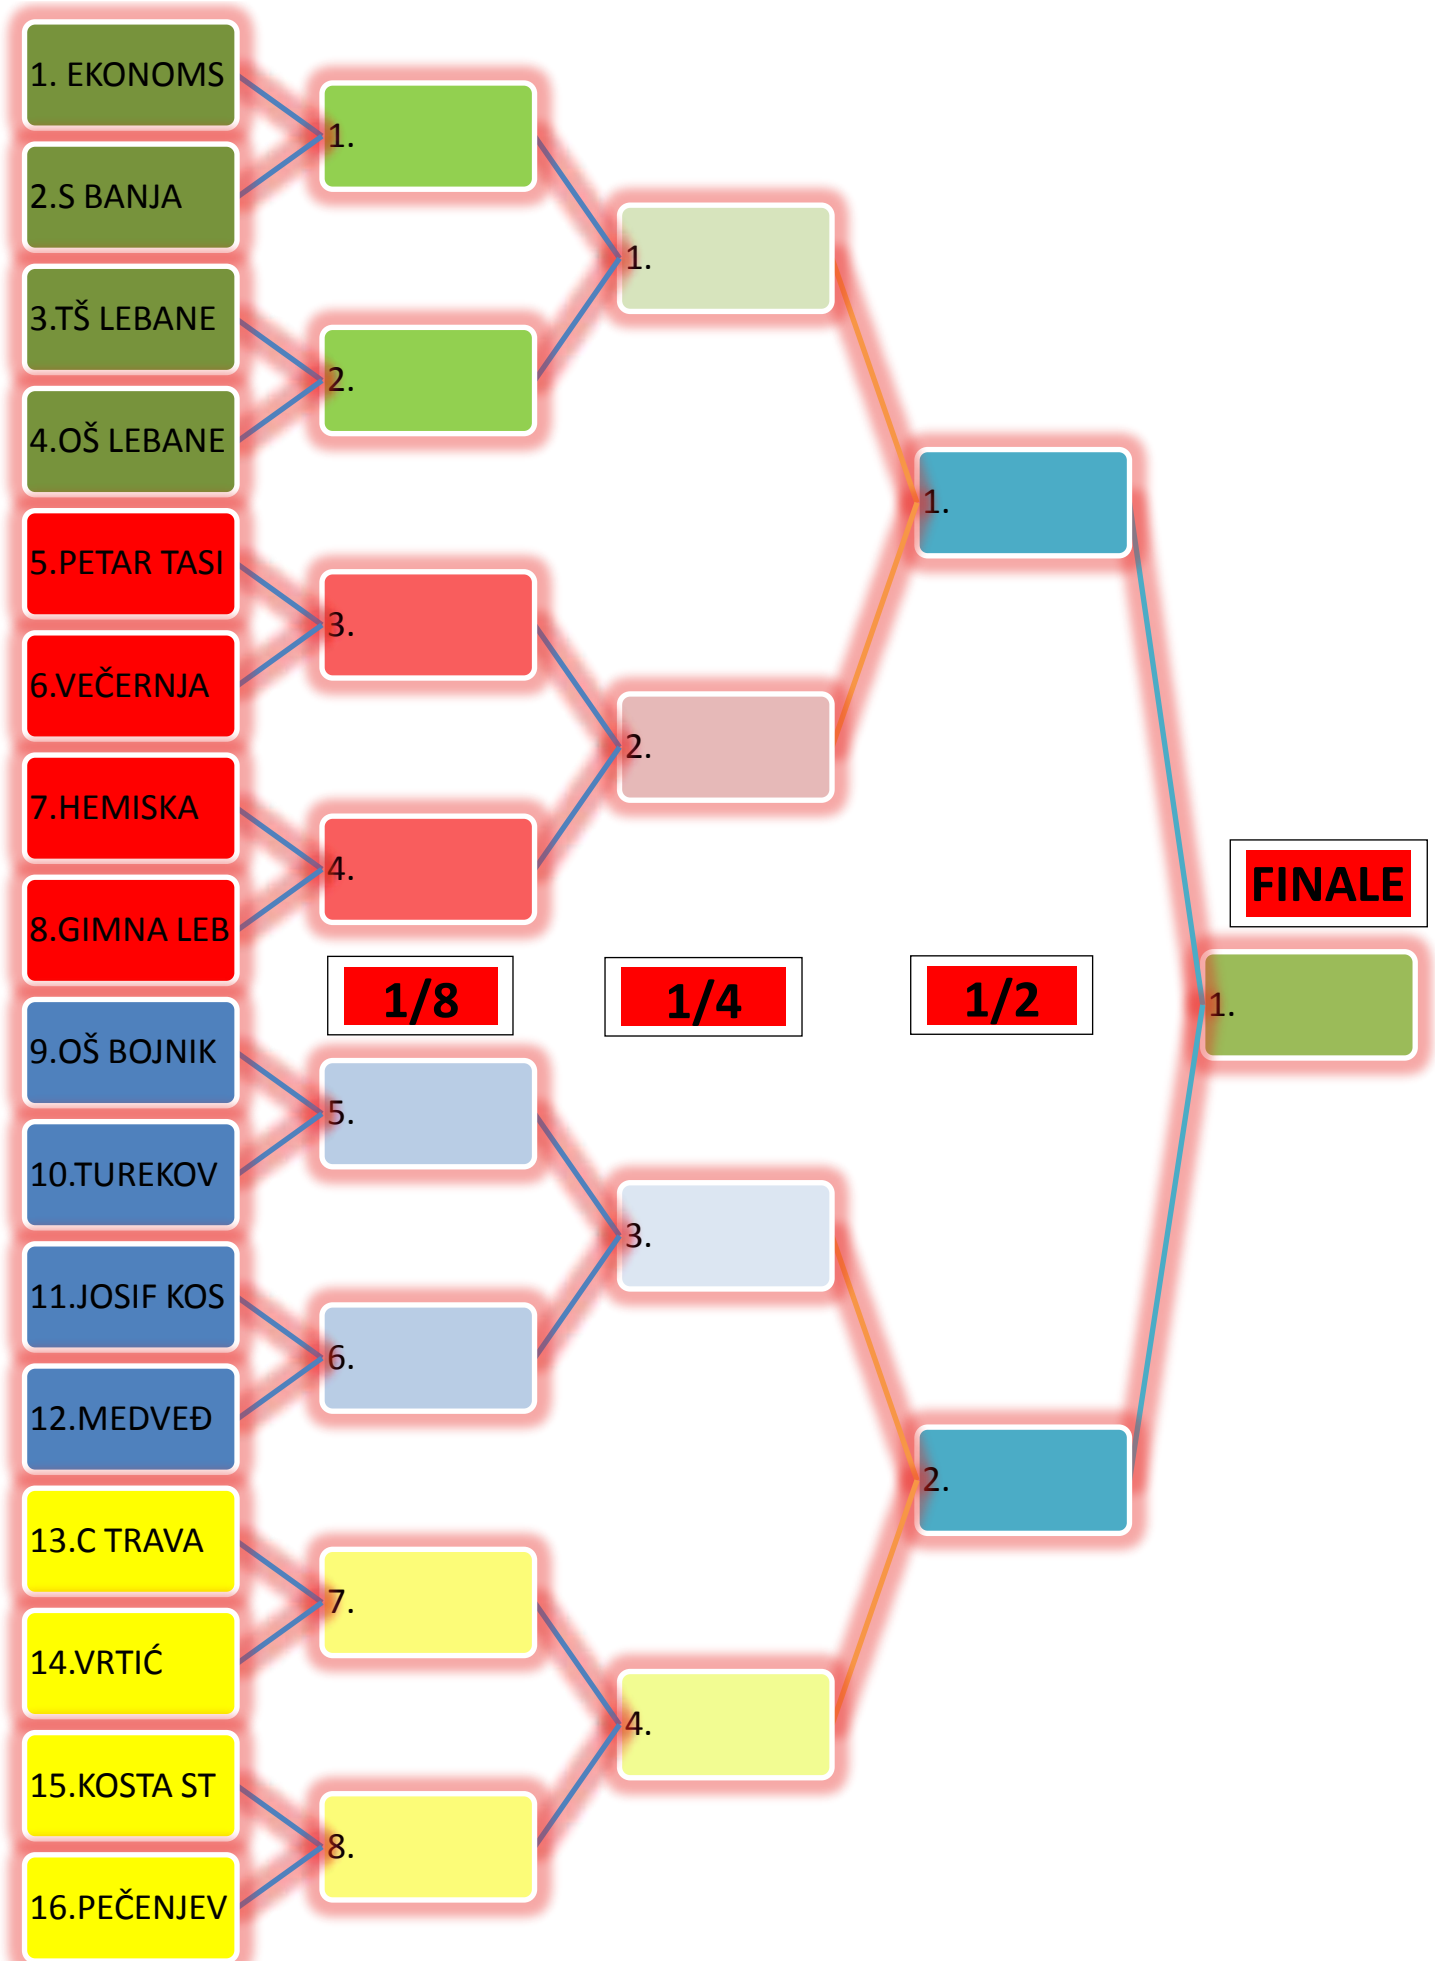 1. EKONOMS
2.S BANJA
3.TŠ LEBANE
4.OŠ LEBANE
5.PETAR TASI
6.VEČERNJA
7.HEMISKA
8.GIMNA LEB
9.OŠ BOJNIK
10.TUREKOV
11.JOSIF KOS
12.MEDVEĐ
13.C TRAVA
14.VRTIĆ
15.KOSTA ST
16.PEČENJEV
1.
2.
3.
4.
1/8
5.
6.
7.
8.
1.
2.
1/4
3.
4.
1.
1/2
2.
FINALE
1.